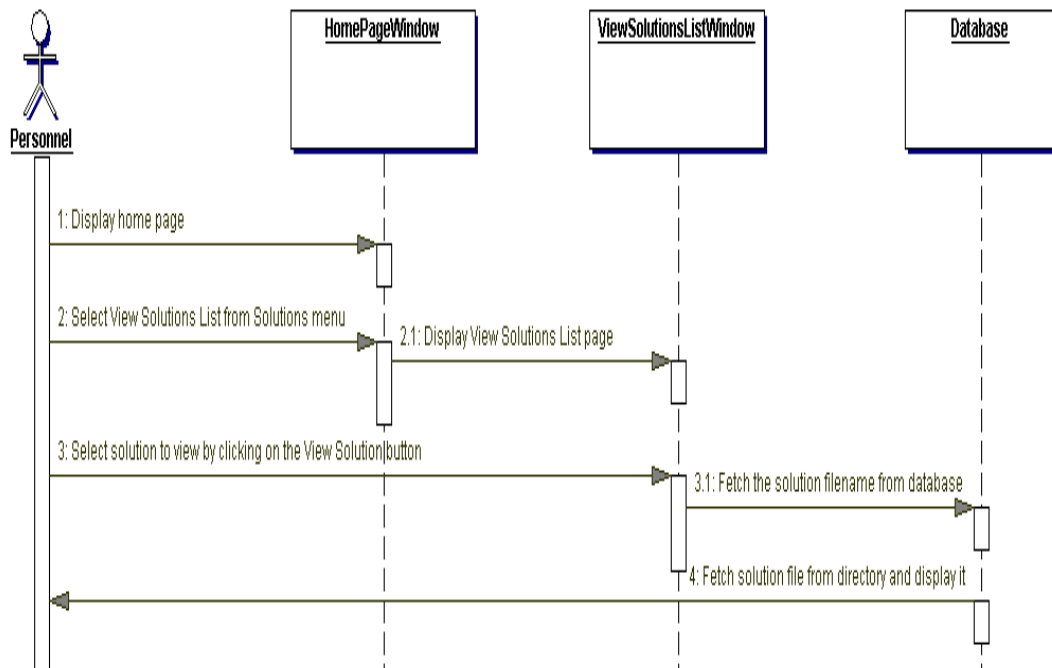 HomePageWindow
ViewSolutionsListWindow
Database
Personnel
1: Display home page
2: Select View Solutions List from Solutions menu
2.1: Display View Solutions List page
3: Select solution to view by clicking on the View Solution button
3.1: Fetch the solution filename from database
4: Fetch solution file from directory and display it